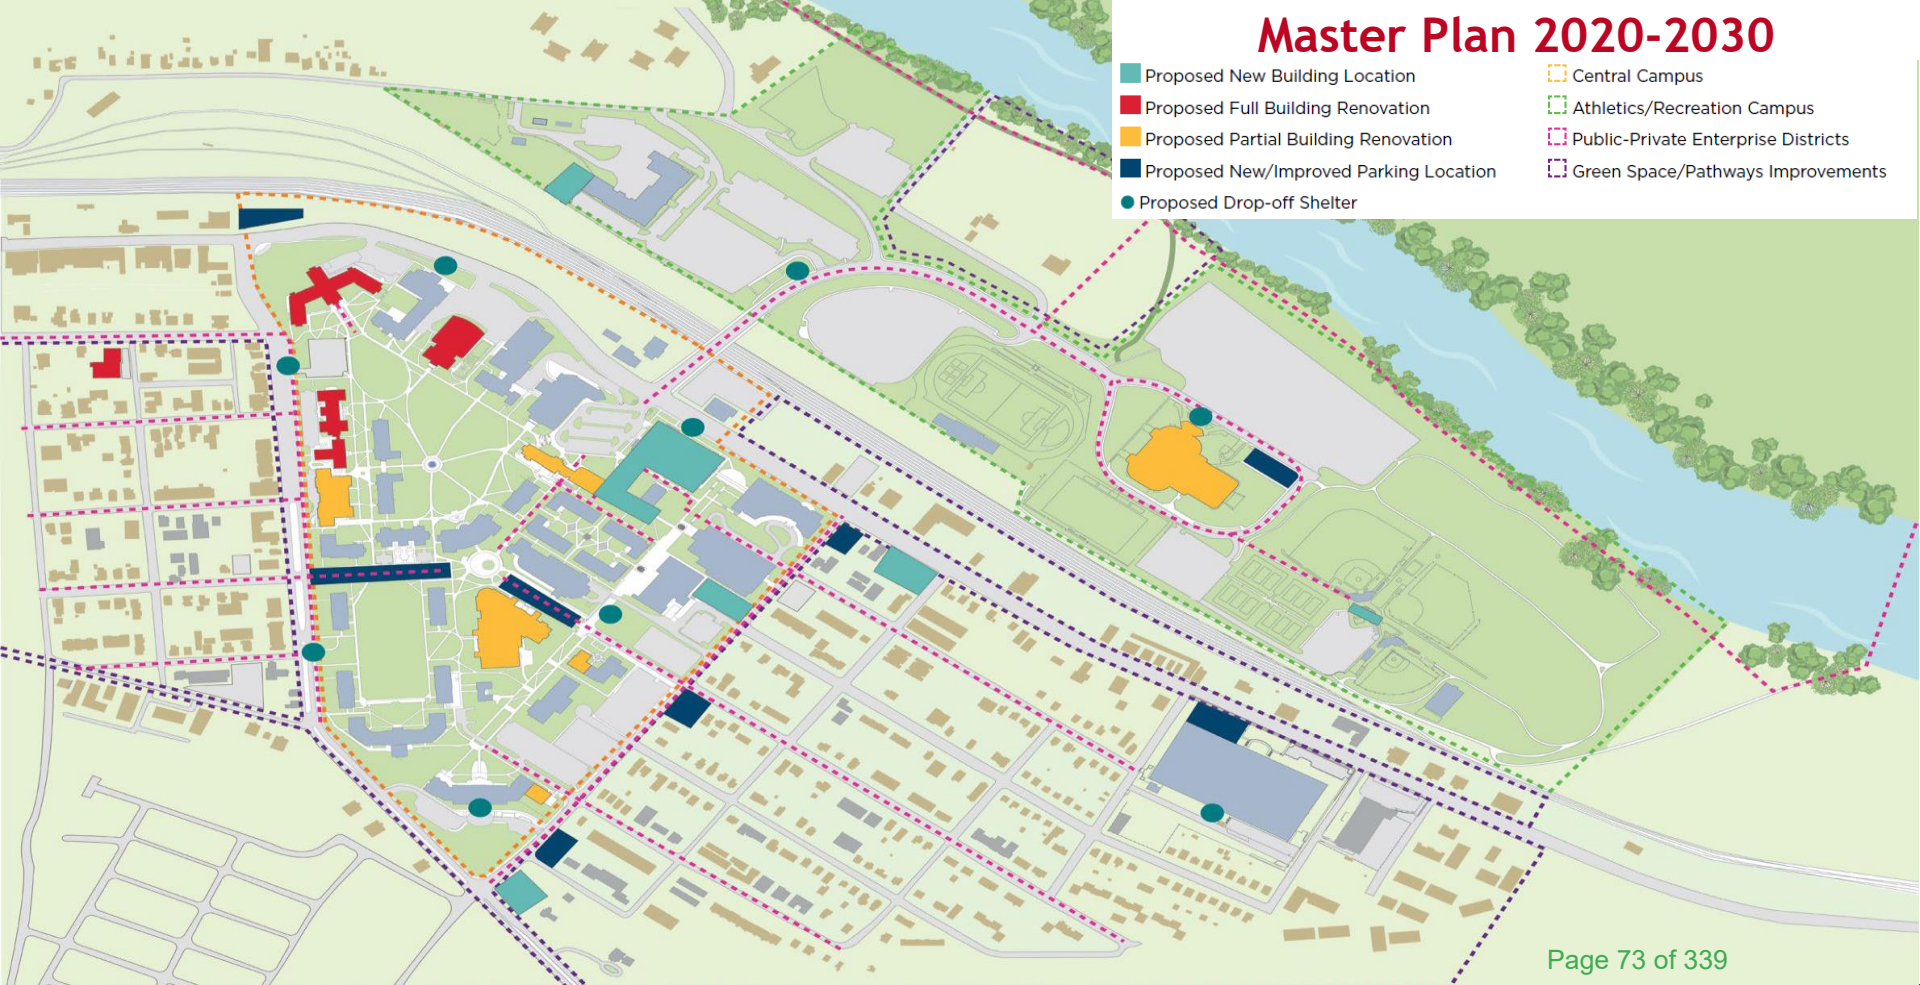 Master Plan 2020-2030
Proposed New Building Location
Proposed Full Building Renovation
Proposed Partial Building Renovation
Proposed New/Improved Parking Location
Proposed Drop-off Shelter
Central Campus
Athletics/Recreation Campus
Public-Private Enterprise Districts
Green Space/Pathways Improvements
Page 73 of 339